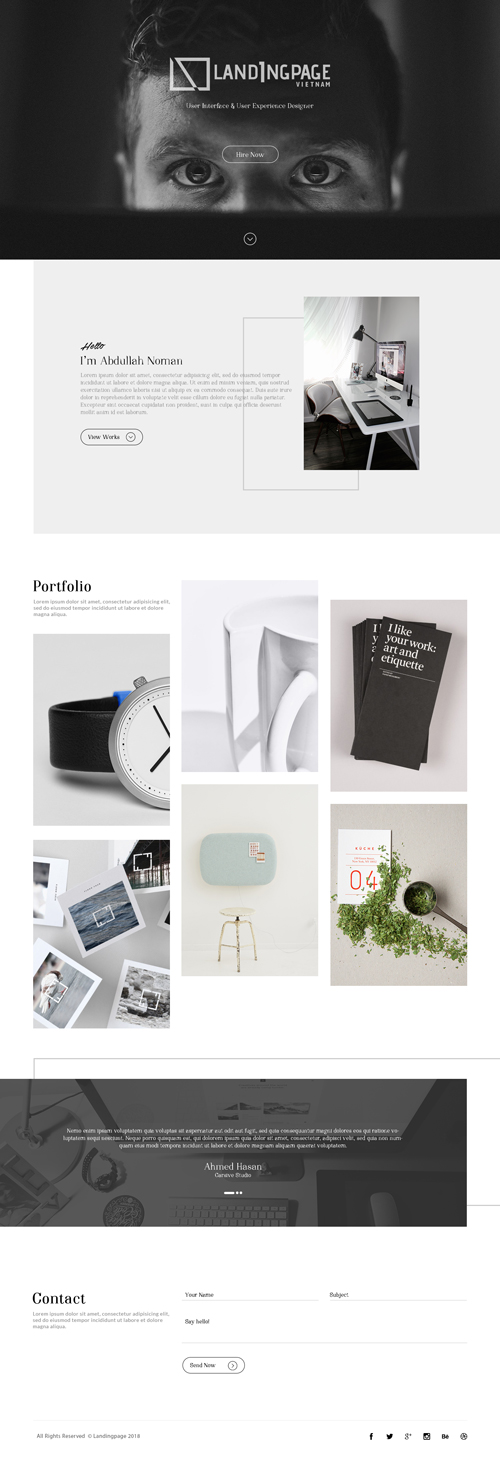 LANDINGPAGE
VIETNAM
User Interface & User Experience Designer
Hire Now
Hello
I'm Abdullah Noman
Lorem ipsum dolor sit amet, consectetur adipisicing elit, sed do eiusmod tempor
incididunt ut labore et dolore magna aliqua. Ut enim ad minim veniam, quis nostrud
exercitation ullamco laboris nisi ut aliquip ex ea commodo consequat. Duis aute irure
dolor in reprehenderit in voluptate velit esse cillum dolore eu fugiat nulla pariatur.
Excepteur sint occaecat cupidatat non proident, sunt in culpa qui officia deserunt
mollit anim id est laborum.
View Works
Portfolio
Lorem ipsum dolor sit amet, consectetur adipisicing elit,
sed do eiusmod tempor incididunt ut labore et dolore
magna aliqua.
I like
your work:
art and
etiquette
KÜCHE
04
Nemo enim ipsam voluptatem quia voluptas sit aspernatur aut odit aut fugit, sed quia consequuntur magni dolores eos qui ratione vo-
luptatem sequi nesciunt. Neque porro quisquam est, qui dolorem ipsum quia dolor sit amet, consectetur, adipisci velit, sed quia non num
quam eius modi tempora incidunt ut labore et dolore magnam aliquam quaerat voluptatem.
Ahmed Hasan
Contact
Lorem ipsum dolor sit amet, consectetur adipisicing elit,
sed do eiusmod tempor incididunt ut labore et dolore
magna aliqua.
Your Name
Subject
Say hello!
Send Now
All Rights Reserved © Landingpage 2018
Bē